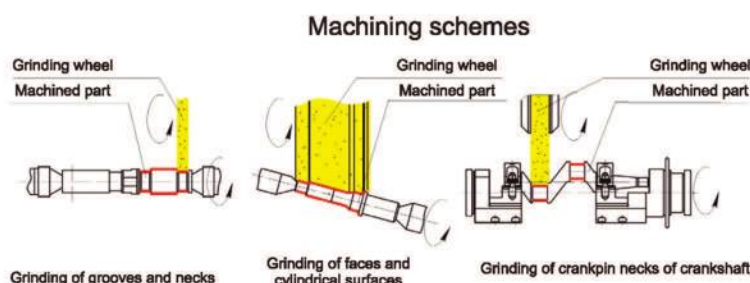 Machining schemes
Grinding wheel
Machined part
Grinding wheel
Machined part
Grinding wheel
Machined part
Grinding of grooves and necks
Grinding of faces and
cylindrical surfaces
Grinding of crankpin necks of crankshaft